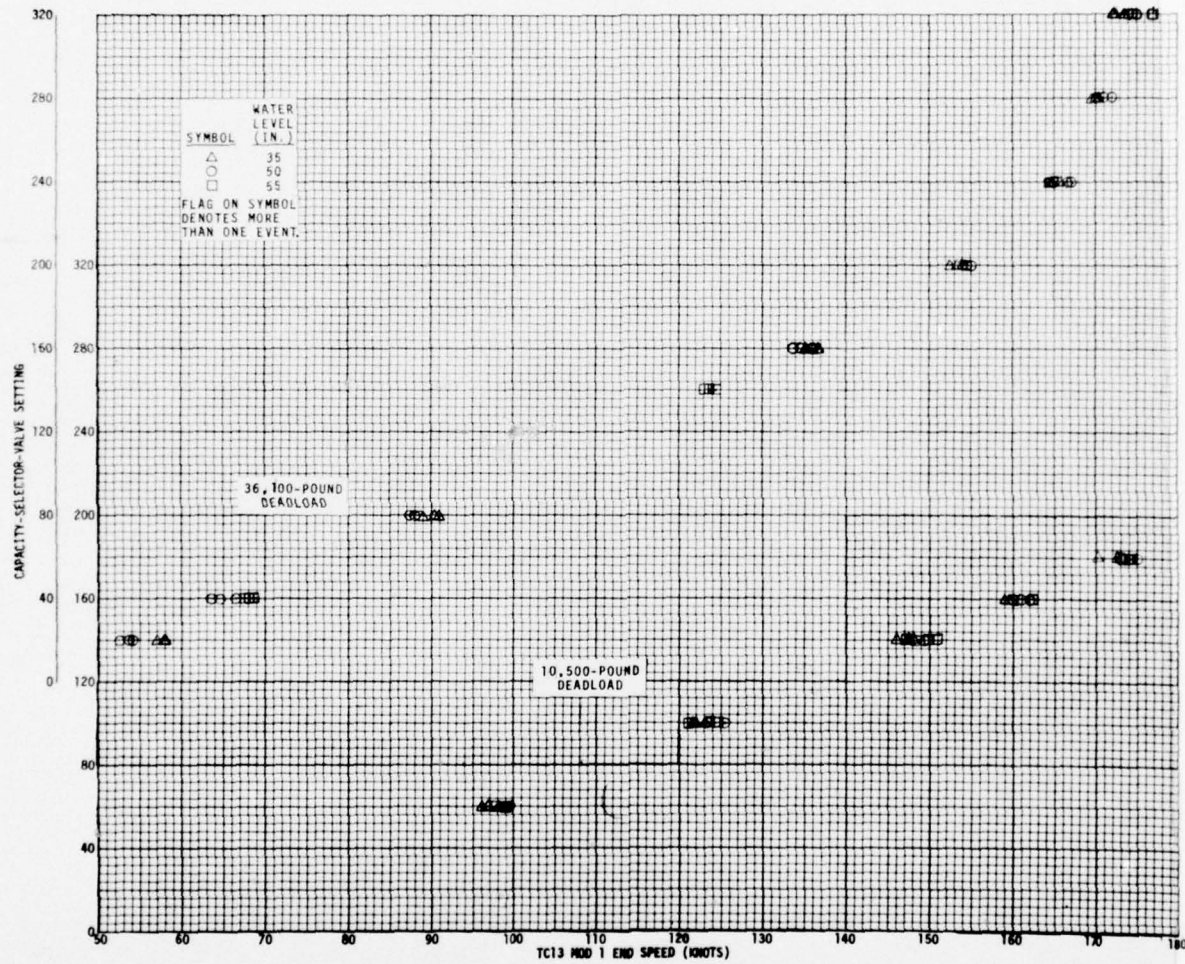 320
280
240
200 320
160 280
120 240
80 200
40 160
0 120
80
40
0
CAPACITY-SELECTOR-VALVE SETTING
WATER
LEVEL
SYMBOL (IN.)
△ 35
○ 50
□ 55
FLAG ON SYMBOL
DENOTES MORE
THAN ONE EVENT.
36,100-POUND
DEADLOAD
10,500-POUND
DEADLOAD
50 60 70 80 90 100 110 120 130 140 150 160 170 180
TC13 MOD 1 END SPEED (KNOTS)